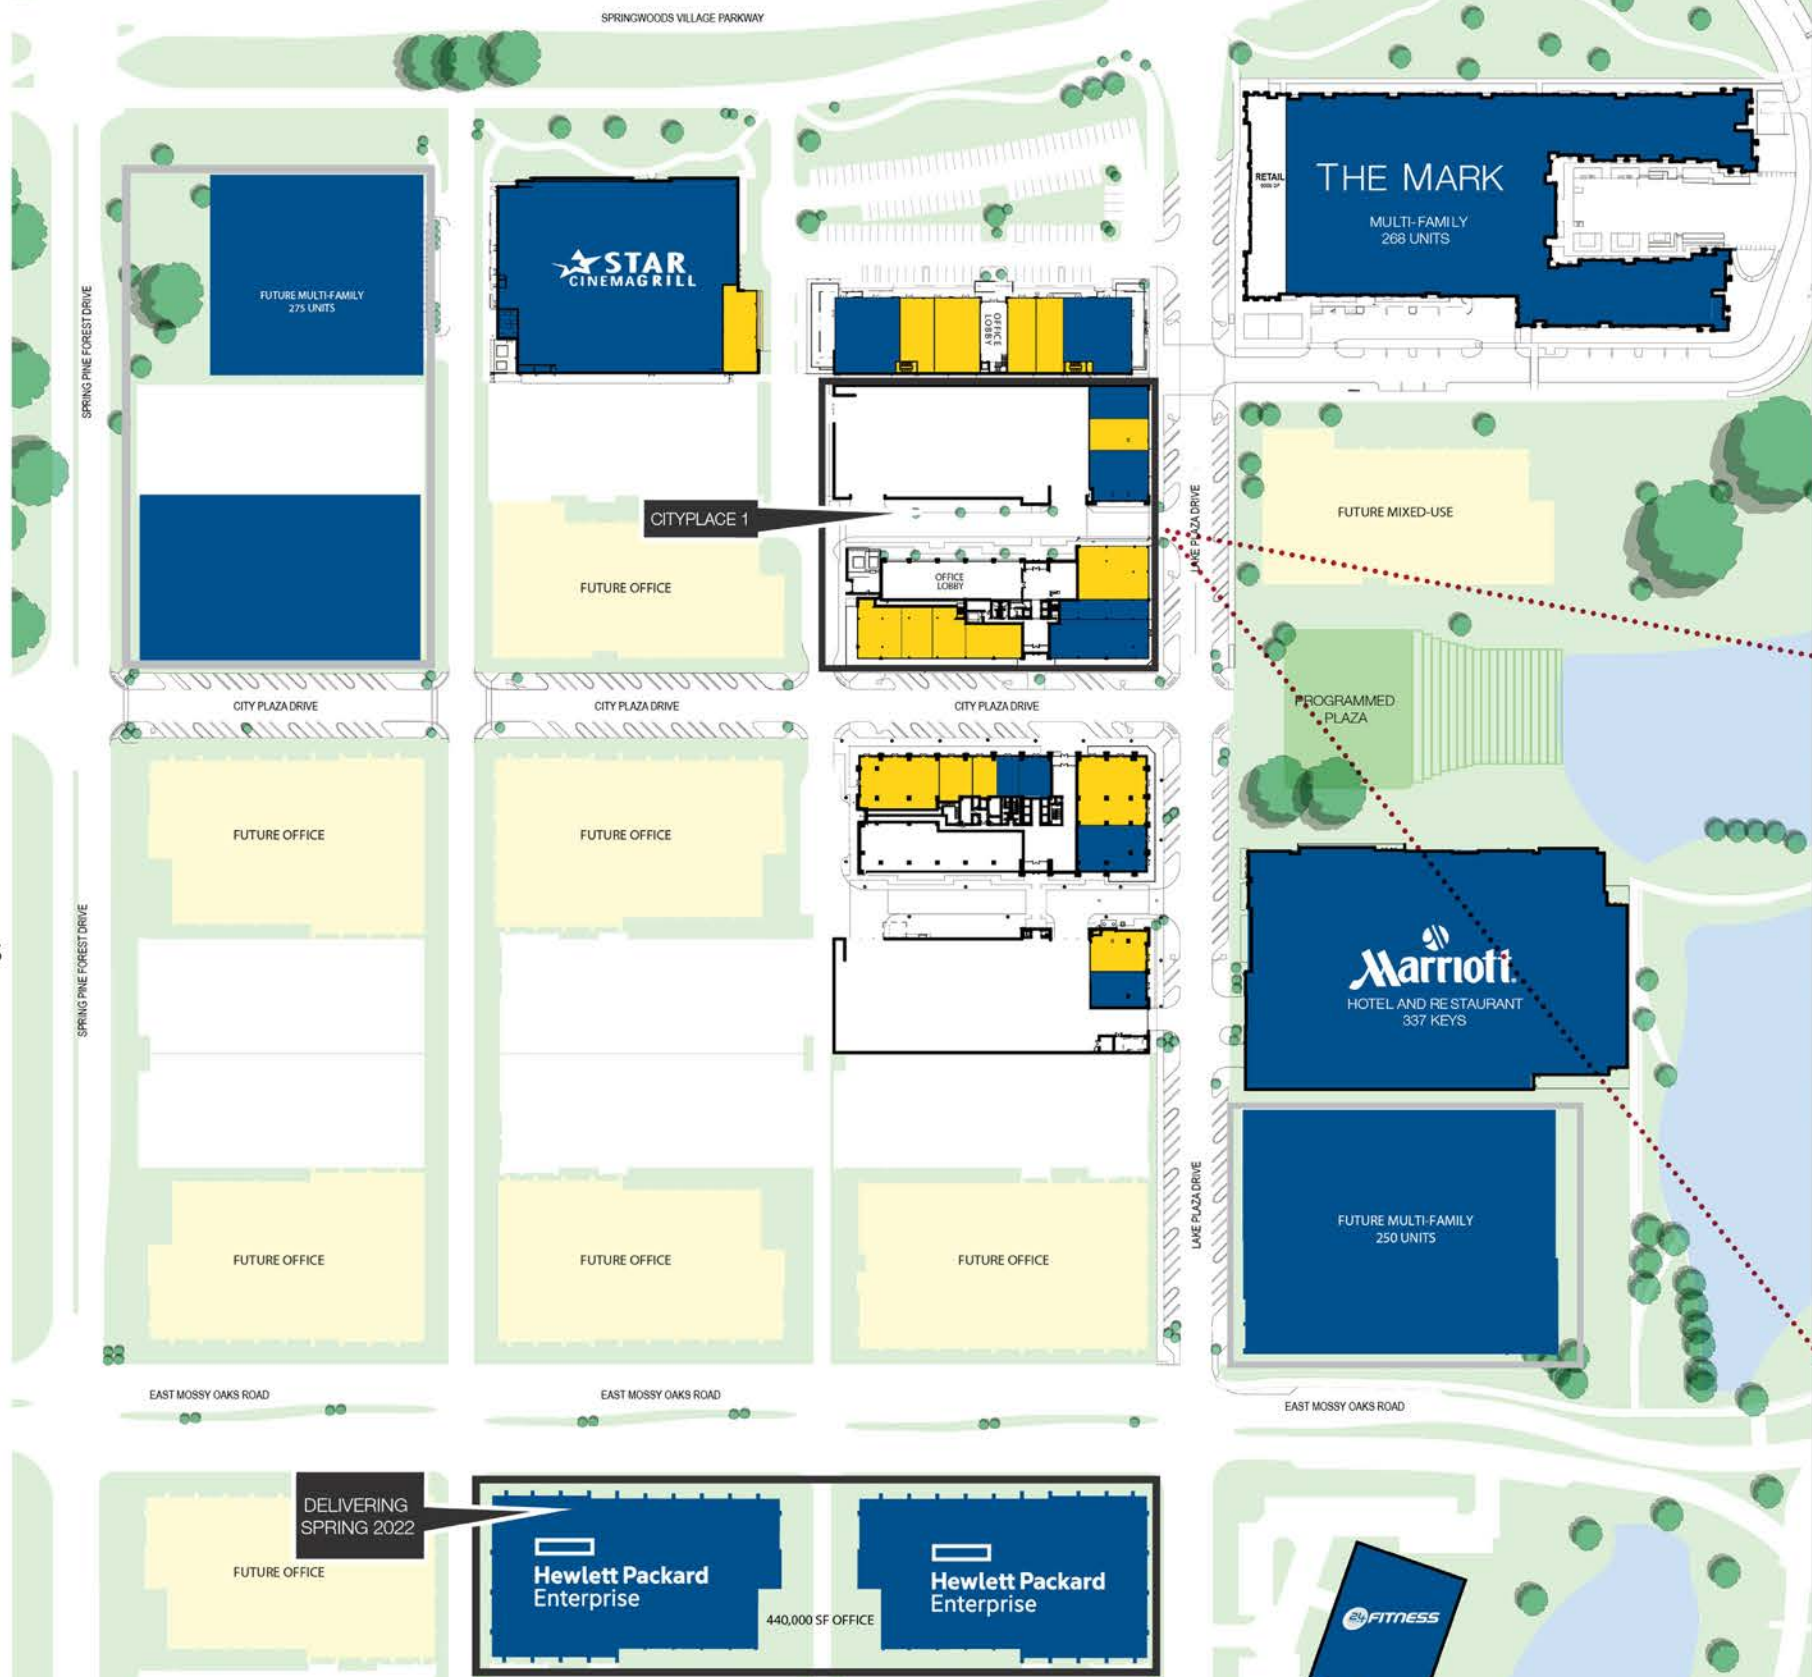 SPRINGWOODS VILLAGE PARKWAY
RETAIL
THE MARK
MULTI-FAMILY
268 UNITS
STAR
CINEMAGRILL
FUTURE MULTI-FAMILY
275 UNITS
OFFICE
LOBBY
SPRING PINE FOREST DRIVE
CITYPLACE 1
LAKE PLAZA DRIVE
FUTURE MIXED-USE
FUTURE OFFICE
OFFICE
LOBBY
CITY PLAZA DRIVE
CITY PLAZA DRIVE
CITY PLAZA DRIVE
PROGRAMMED
PLAZA
FUTURE OFFICE
FUTURE OFFICE
SPRING PINE FOREST DRIVE
Marriott
HOTEL AND RESTAURANT
337 KEYS
LAKE PLAZA DRIVE
FUTURE MULTI-FAMILY
250 UNITS
FUTURE OFFICE
FUTURE OFFICE
FUTURE OFFICE
EAST MOSSY OAKS ROAD
EAST MOSSY OAKS ROAD
EAST MOSSY OAKS ROAD
DELIVERING
SPRING 2022
FUTURE OFFICE
Hewlett Packard
Enterprise
440,000 SF OFFICE
Hewlett Packard
Enterprise
24 FITNESS